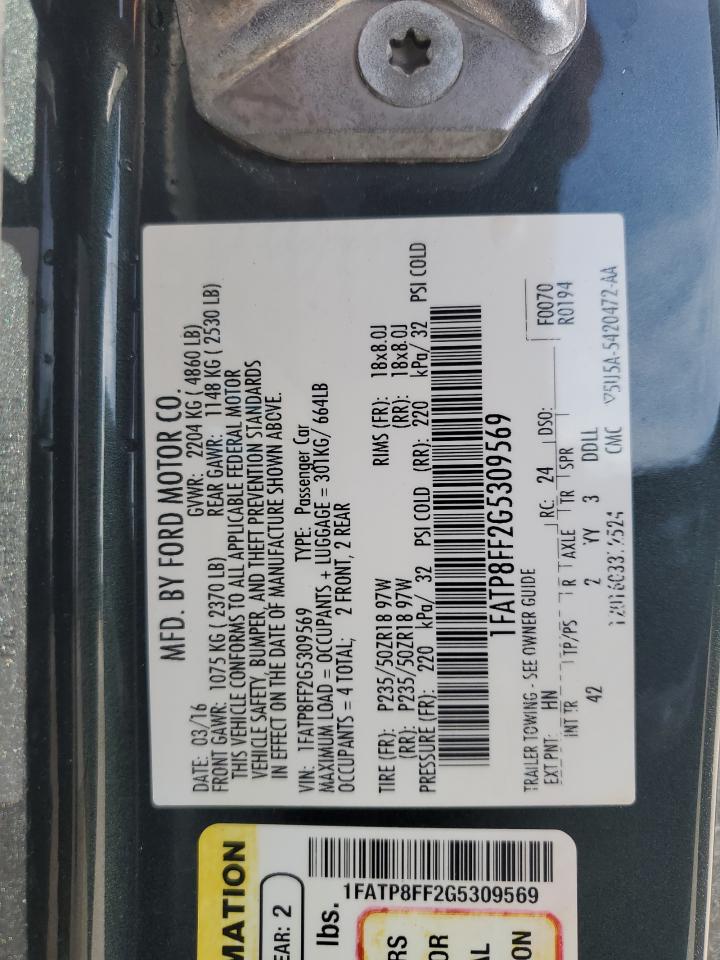 MFD. BY FORD MOTOR CO.
DATE: 03/16 GVWR: 2204 KG ( 4860 LB)
FRONT GAWR: 1075 KG ( 2370 LB) REAR GAWR: 1148 KG ( 2530 LB)
THIS VEHICLE CONFORMS TO ALL APPLICABLE FEDERAL MOTOR
VEHICLE SAFETY, BUMPER, AND THEFT PREVENTION STANDARDS
IN EFFECT ON THE DATE OF MANUFACTURE SHOWN ABOVE.
VIN: 1FATP8FF2G5309569 TYPE: Passenger Car
MAXIMUM LOAD = OCCUPANTS + LUGGAGE = 301KG/ 664LB
OCCUPANTS = 4 TOTAL; 2 FRONT, 2 REAR
TIRE (FR): P235/50ZR18 97W RIMS (FR): 18x8.0J
(RR): P235/50ZR18 97W (RR): 18x8.0J
PRESSURE (FR): 220 kPa/ 32 PSI COLD (RR): 220 kPa/ 32 PSI COLD
1FATP8FF2G5309569
TRAILER TOWING - SEE OWNER GUIDE F0070
EXT PNT: HN RC: 24 DSO: R0194
INT TR TP/PS R AXLE TR SPR
42 2 YY 3 DDLL
CMC 5U5A-5420472-AA
MATION
EAR: 2
lbs.
1FATP8FF2G5309569
RS
OR
AL
ON